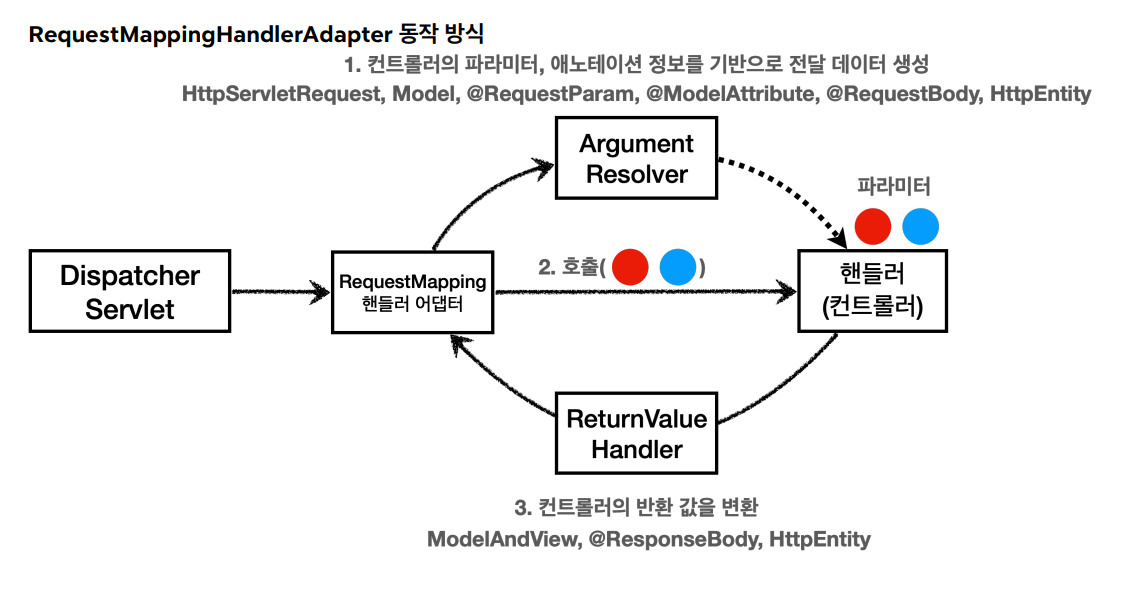 RequestMappingHandlerAdapter 동작 방식
1. 컨트롤러의 파라미터, 애노테이션 정보를 기반으로 전달 데이터 생성
HttpServletRequest, Model, @RequestParam, @ModelAttribute, @RequestBody, HttpEntity
Argument
Resolver
파라미터
Dispatcher
Servlet
RequestMapping
핸들러 어댑터
2. 호출( )
핸들러
(컨트롤러)
ReturnValue
Handler
3. 컨트롤러의 반환 값을 변환
ModelAndView, @ResponseBody, HttpEntity